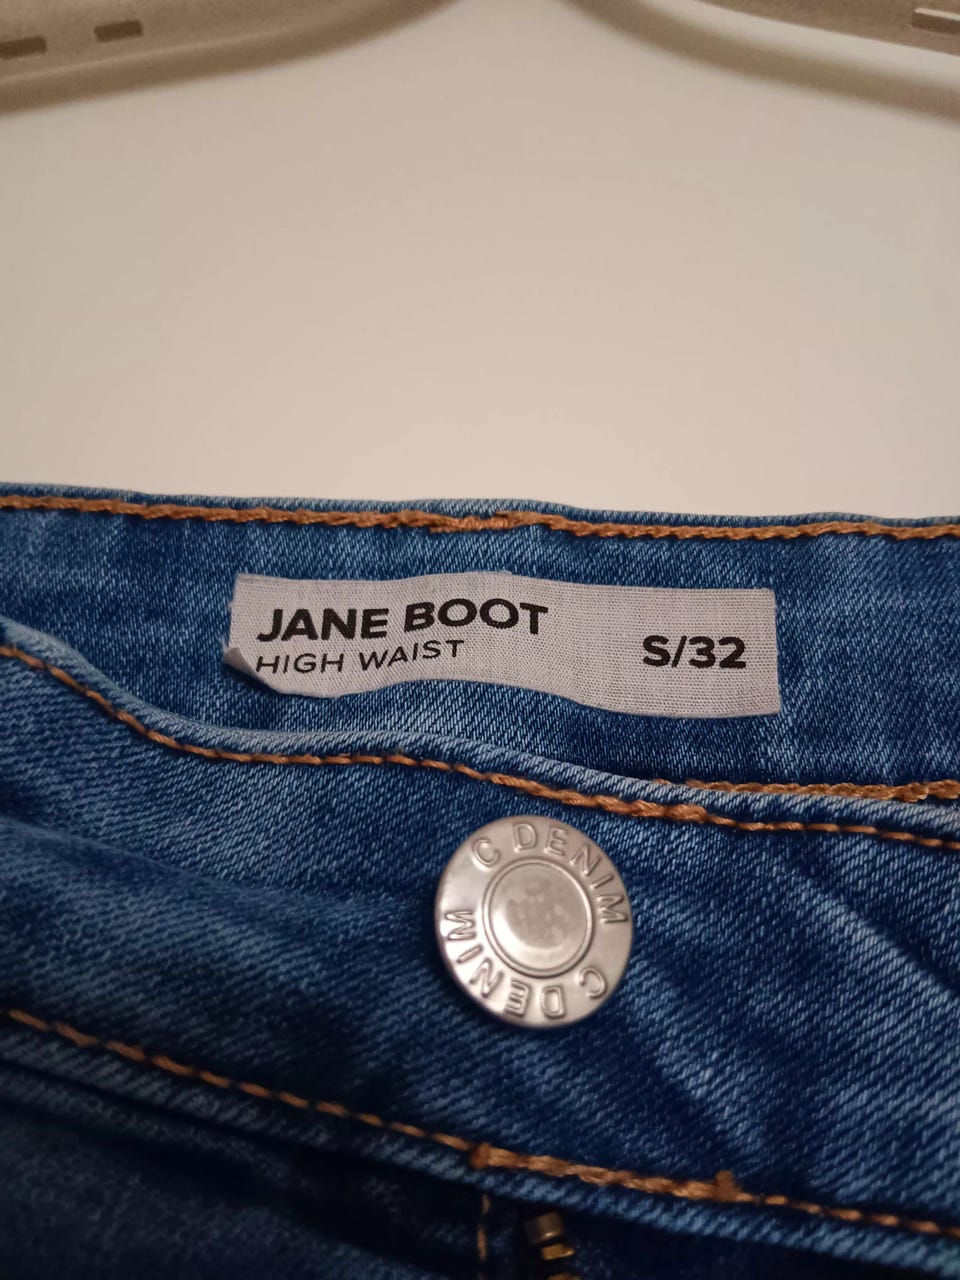 JANE BOOT
HIGH WAIST
S/32
C DENIM
C DENIM